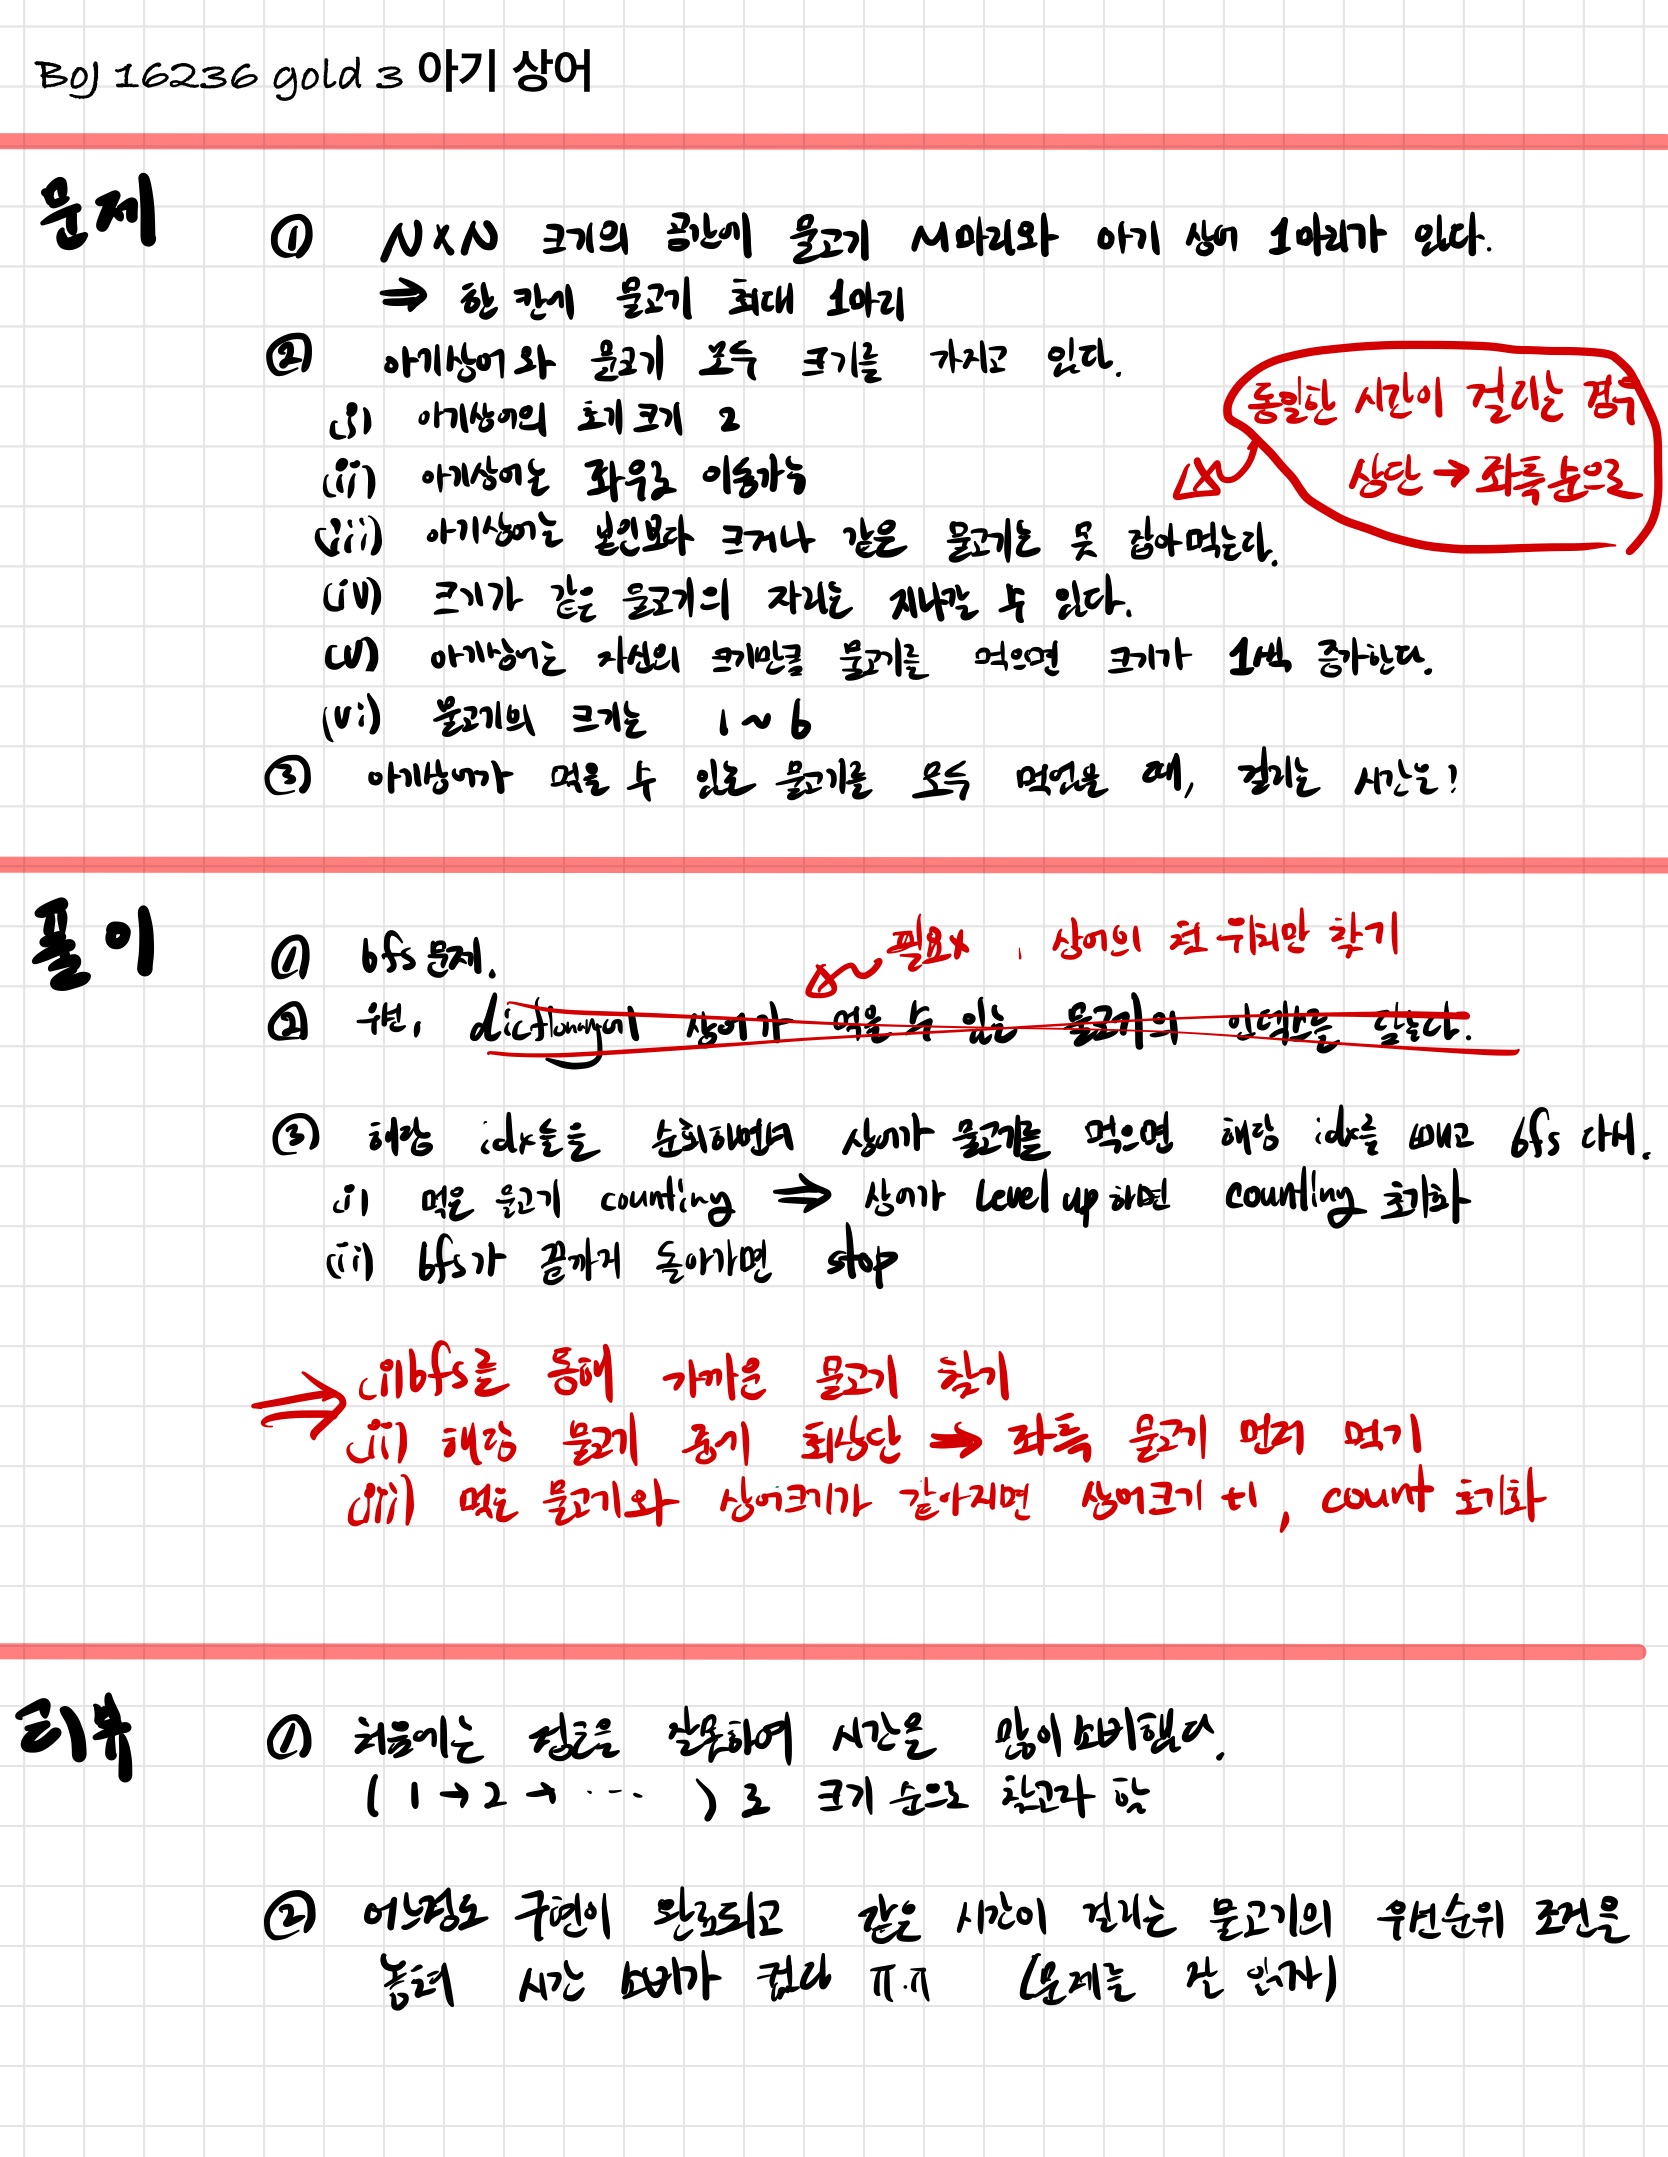 BOJ 16236 gold 3 아기 상어
문제
① N×N 크기의 공간에 물고기 M마리와 아기 상어 1마리가 있다.
⇒ 한 칸에 물고기 최대 1마리
② 아기상어와 물고기 모두 크기를 가지고 있다.
동일한 시간이 걸리는 경우
상단 → 좌측 순으로
(i) 아기상어의 초기 크기 2
(ii) 아기상어는 좌우로 이동가능
(iii) 아기상어는 본인보다 크거나 같은 물고기는 못 잡아먹는다.
(iv) 크기가 같은 물고기의 자리는 지나갈 수 있다.
(v) 아기상어는 자신의 크기만큼 물고기를 먹으면 크기가 1씩 증가한다.
(vi) 물고기의 크기는 1~6
③ 아기상어가 먹을 수 있는 물고기를 모두 먹었을 때, 걸리는 시간은?
풀이
필요x, 상어의 첫 위치만 찾기
① bfs 문제.
② 우선, dictionary에 상어가 먹을 수 있는 물고기의 인덱스를 담는다.
③ 해당 idx들을 순회하면서 상어가 물고기를 먹으면 해당 idx를 빼고 bfs 다시.
(i) 먹은 물고기 counting ⇒ 상어가 level up하면 counting 초기화
(ii) bfs가 끝까지 돌아가면 stop
⇒ (i) bfs를 통해 가까운 물고기 찾기
(ii) 해당 물고기 중에 최상단 → 좌측 물고기 먼저 먹기
(iii) 먹는 물고기와 상어크기가 같아지면 상어크기 +1, count 초기화
리뷰
① 처음에는 접근을 잘못하여 시간을 많이 소비했다.
( 1 → 2 → ···· )로 크기 순으로 찾고자 함
② 어느정도 구현이 완료되고 같은 시간이 걸리는 물고기의 우선순위 조건을
놓쳐 시간 소비가 컸다 ㅠ.ㅠ (문제를 잘 읽자)